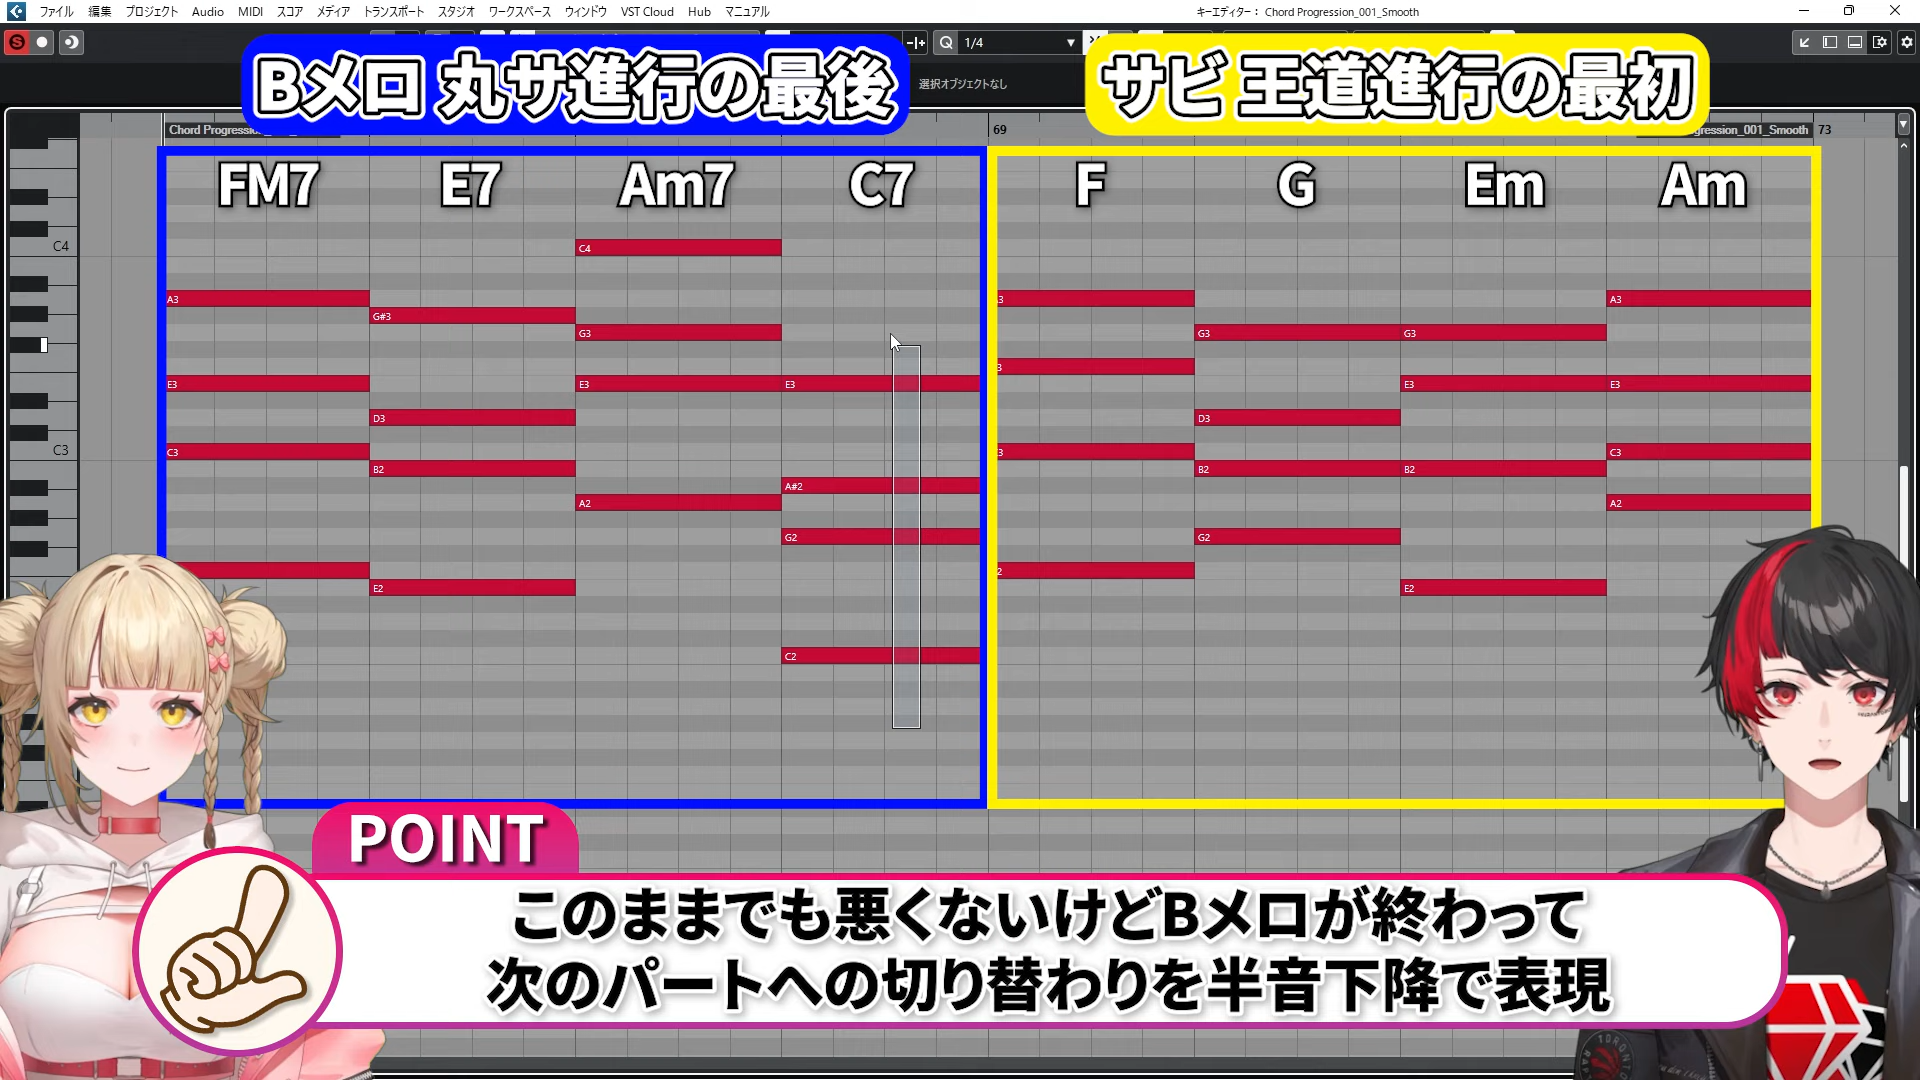 ファイル 編集 プロジェクト Audio MIDI スコア メディア トランスポート スタジオ ワークスペース ウィンドウ VST Cloud Hub マニュアル
キーエディター： Chord Progression_001_Smooth
S
Q 1/4
選択オブジェクトなし
Bメロ 丸サ進行の最後
サビ 王道進行の最初
69
gression_001_Smooth 73
FM7 E7 Am7 C7
F G Em Am
C4
C4
A3
A3
G#3
G3
G3
G3
E3
E3
E3
E3
E3
D3
D3
C3
C3
C3
B2
B2
B2
A#2
A2
A2
G2
G2
E2
E2
C2
POINT
このままでも悪くないけどBメロが終わって
次のパートへの切り替わりを半音下降で表現